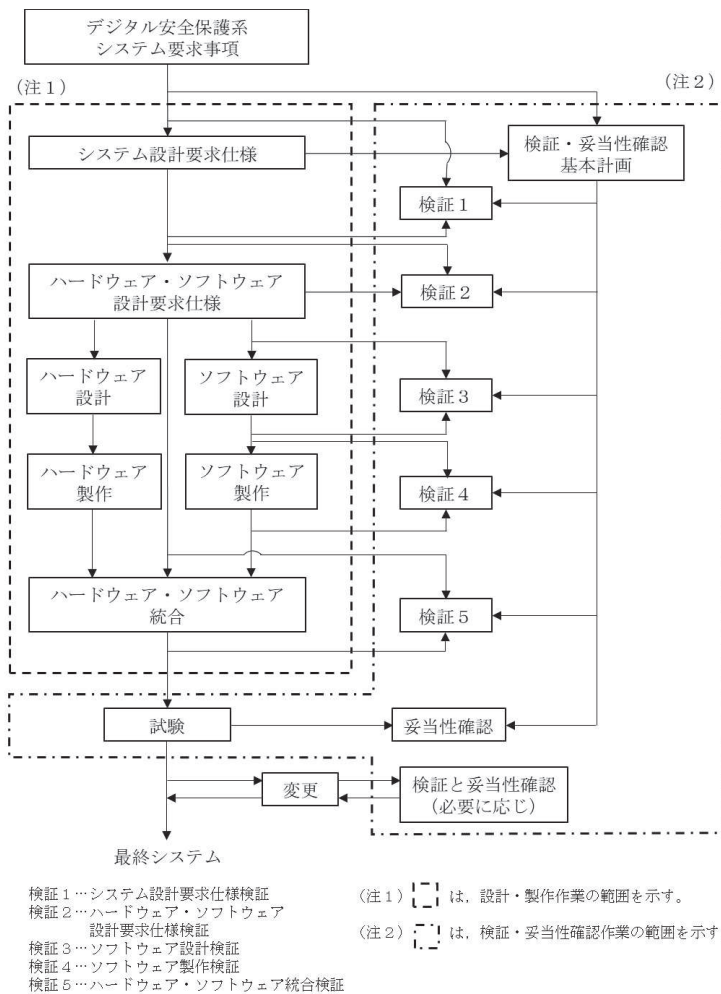 デジタル安全保護系
システム要求事項
（注１）
（注２）
システム設計要求仕様
検証・妥当性確認
基本計画
検証１
ハードウェア・ソフトウェア
設計要求仕様
検証２
ハードウェア
設計
ソフトウェア
設計
検証３
ハードウェア
製作
ソフトウェア
製作
検証４
ハードウェア・ソフトウェア
統合
検証５
試験
妥当性確認
変更
検証と妥当性確認
（必要に応じ）
最終システム
検証１…システム設計要求仕様検証
検証２…ハードウェア・ソフトウェア
設計要求仕様検証
検証３…ソフトウェア設計検証
検証４…ソフトウェア製作検証
検証５…ハードウェア・ソフトウェア統合検証
（注１） は，設計・製作作業の範囲を示す。
（注２） は，検証・妥当性確認作業の範囲を示す